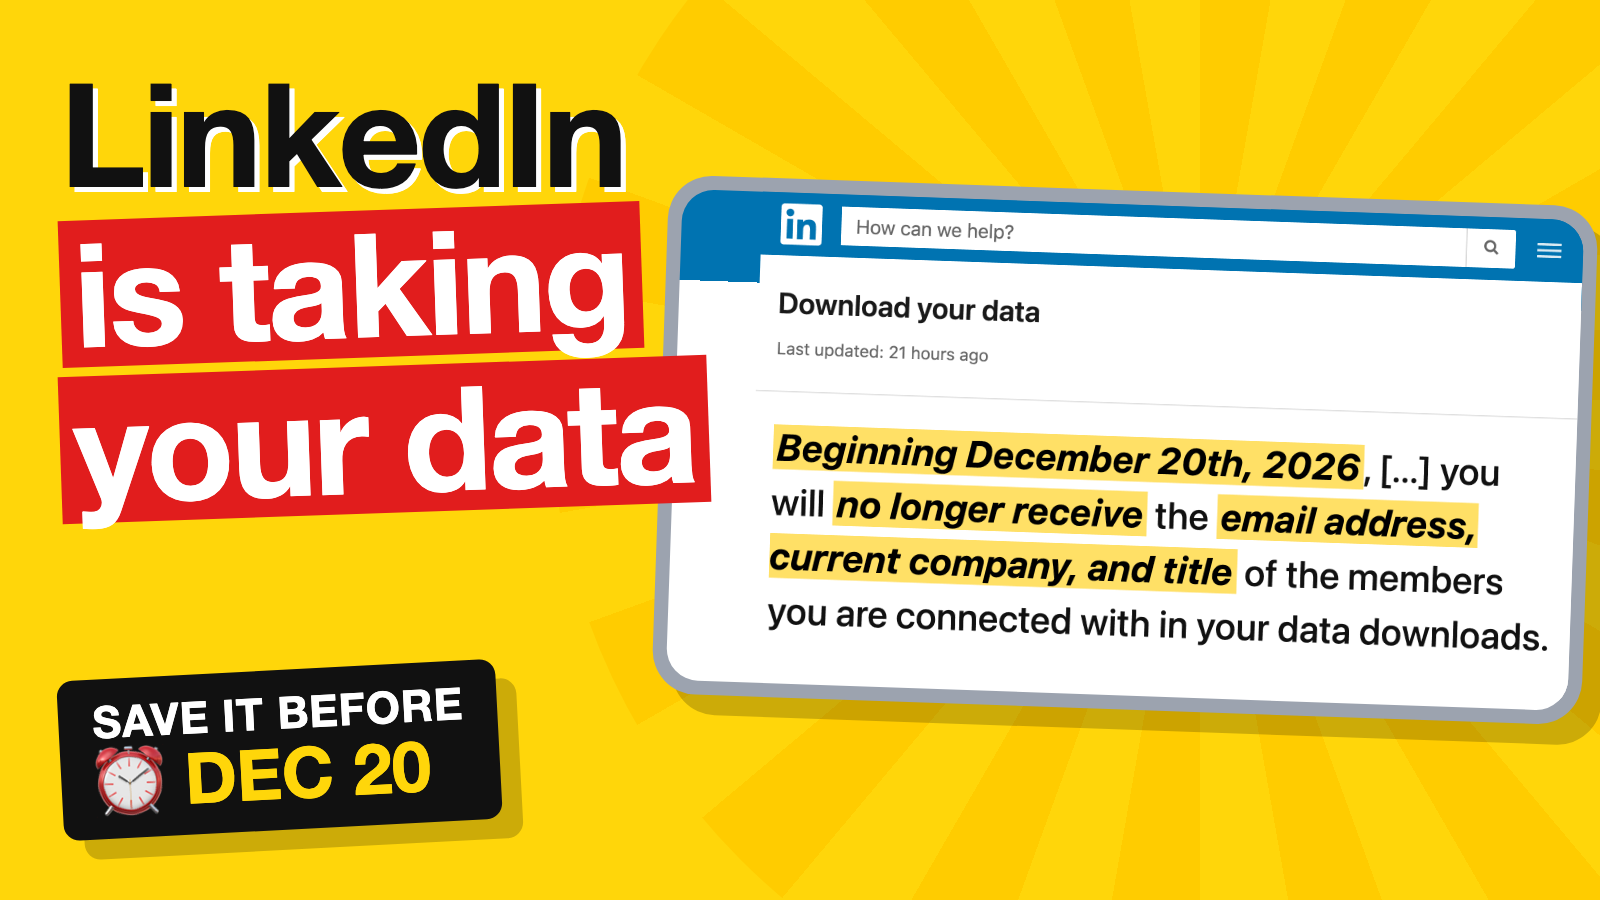 LinkedIn
is taking
your data
SAVE IT BEFORE
DEC 20
in
How can we help?
Download your data
Last updated: 21 hours ago
Beginning December 20th, 2026, [...] you
will no longer receive the email address,
current company, and title of the members
you are connected with in your data downloads.